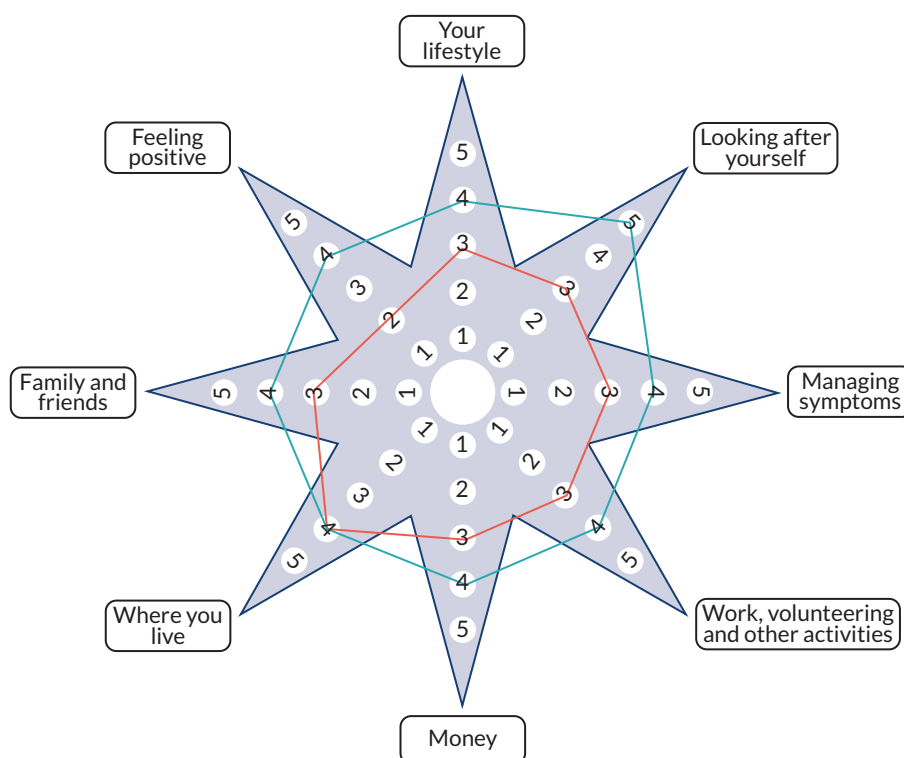 Your
lifestyle
Feeling
positive
Looking after
yourself
5
5
5
4
4
4
3
3
3
2
2
2
1
1
1
Family and
friends
5
4
3
2
1
1
2
3
4
5
Managing
symptoms
1
1
1
2
2
2
3
3
3
4
4
4
5
5
5
Where you
live
Work, volunteering
and other activities
Money